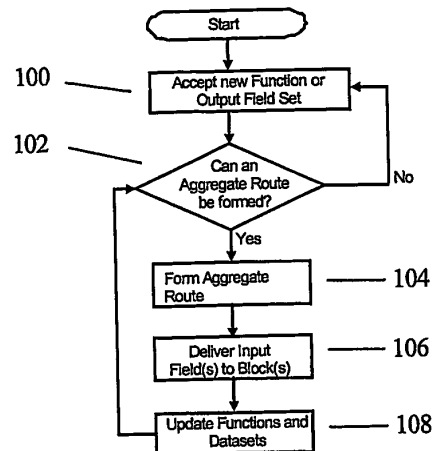 Start
100
Accept new Function or
Output Field Set
102
Can an
Aggregate Route
be formed?
No
Yes
Form Aggregate
Route
104
Deliver Input
Field(s) to Block(s)
106
Update Functions and
Datasets
108